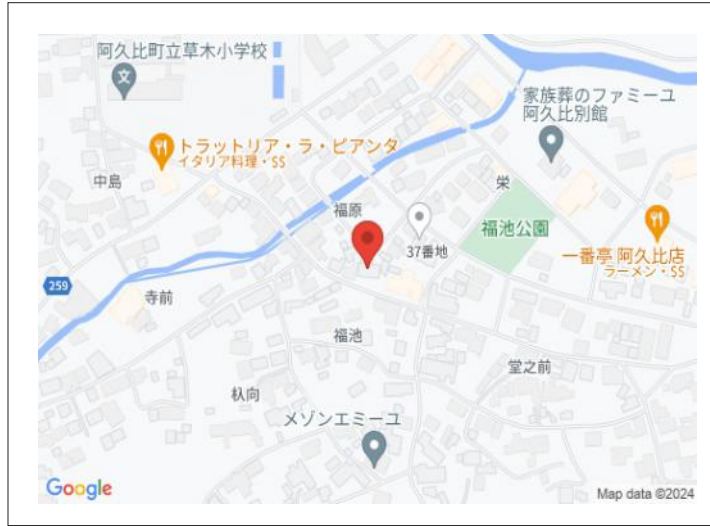 阿久比町立草木小学校
文
家族葬のファミーユ
阿久比別館
トラットリア・ラ・ピアンタ
イタリア料理・$$
中島
栄
福原
福池公園
37番地
一番亭 阿久比店
ラーメン・$$
259
寺前
福池
堂之前
杁向
メゾンエミーユ
Google
Map data ©2024